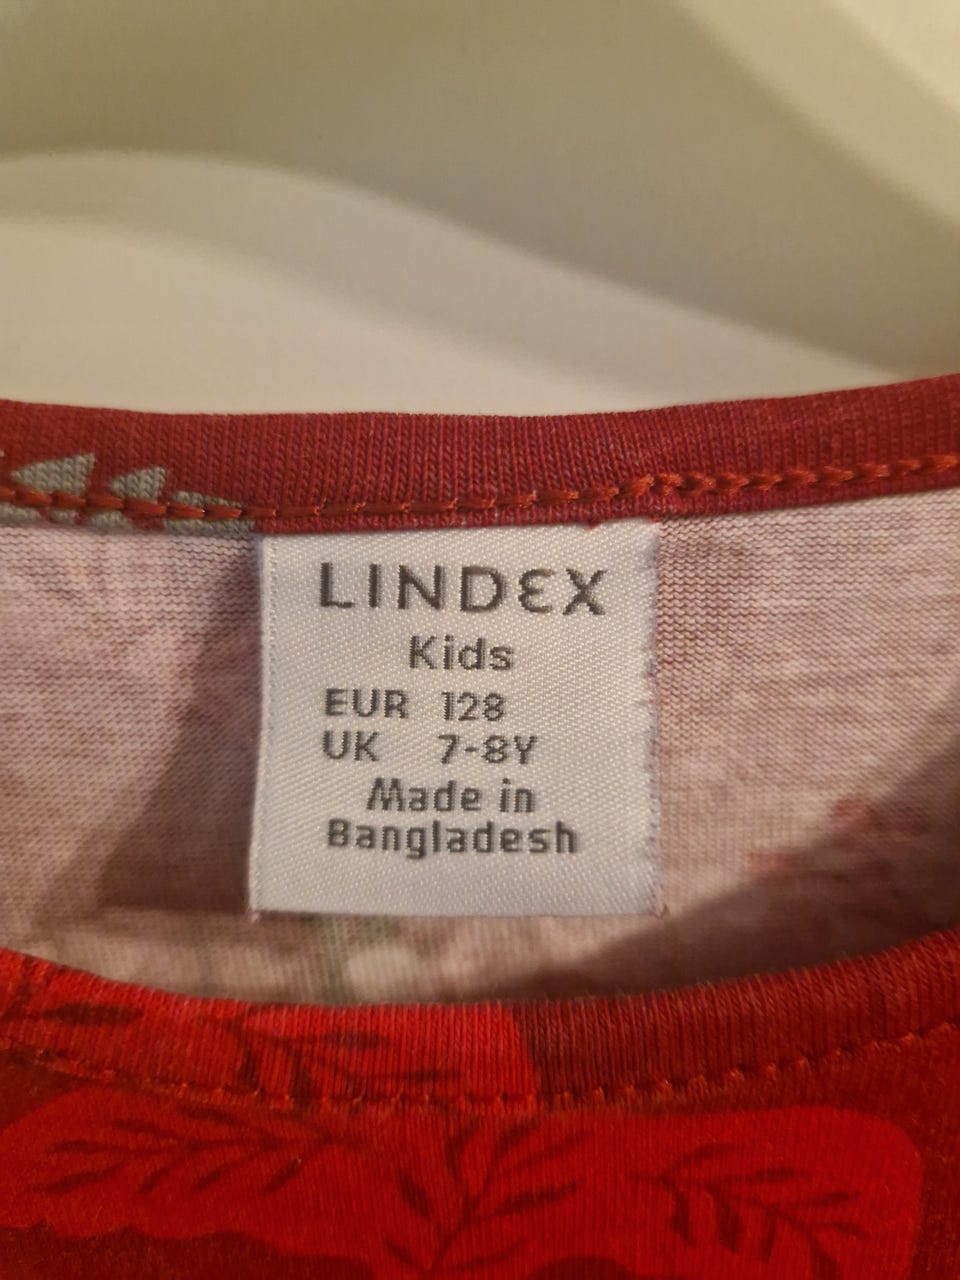 LINDEX
Kids
EUR 128
UK 7-8Y
Made in
Bangladesh